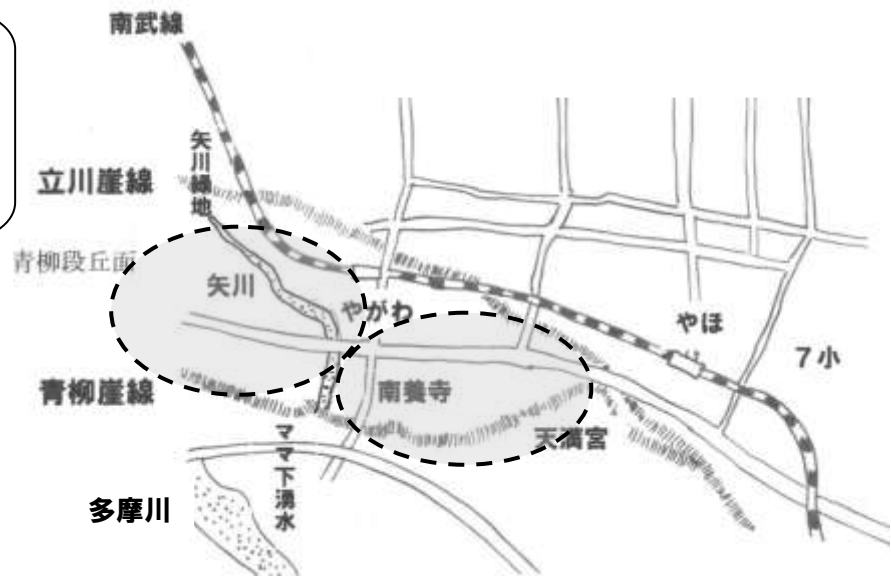 南武線
矢川緑地
立川崖線
青柳段丘面
矢川
やがわ
やほ
7小
青柳崖線
南養寺
天満宮
ママ下湧水
多摩川